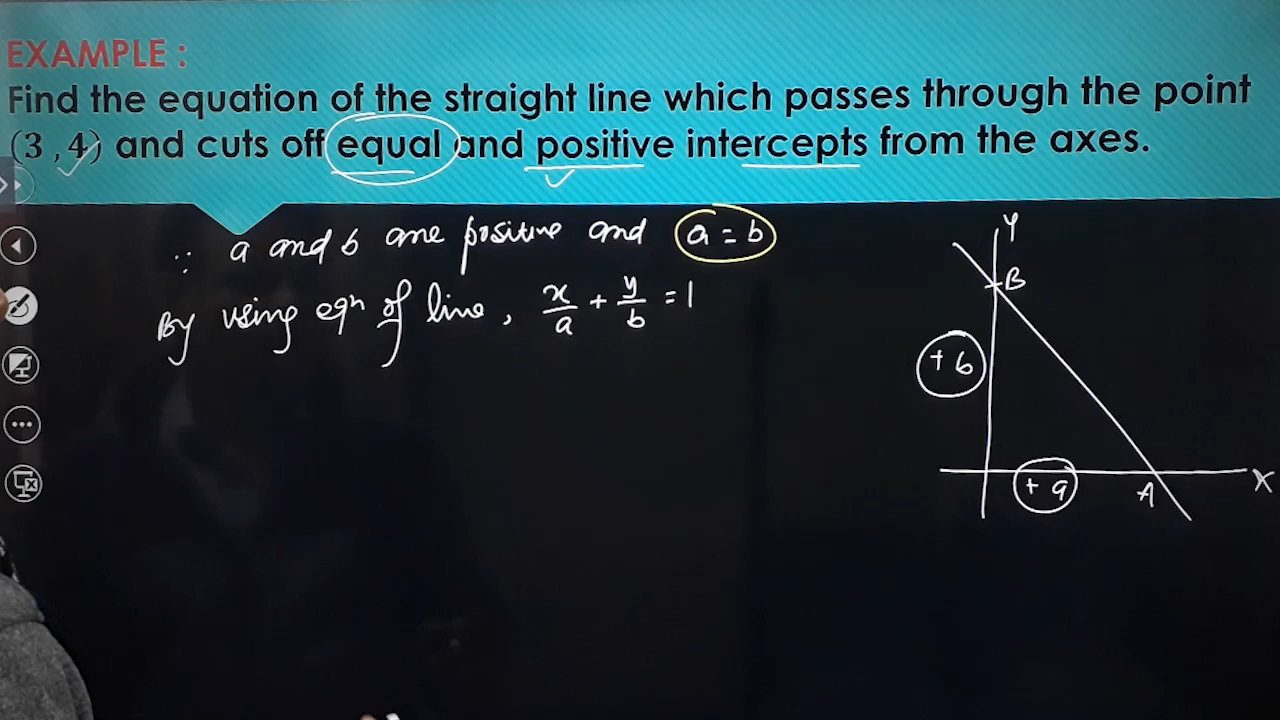 EXAMPLE :
Find the equation of the straight line which passes through the point
(3 ,4) and cuts off equal and positive intercepts from the axes.
∵ a and b are positive and a = b
By using eqn of line, x/a + y/b = 1
Y
B
+ b
+ a
A
X